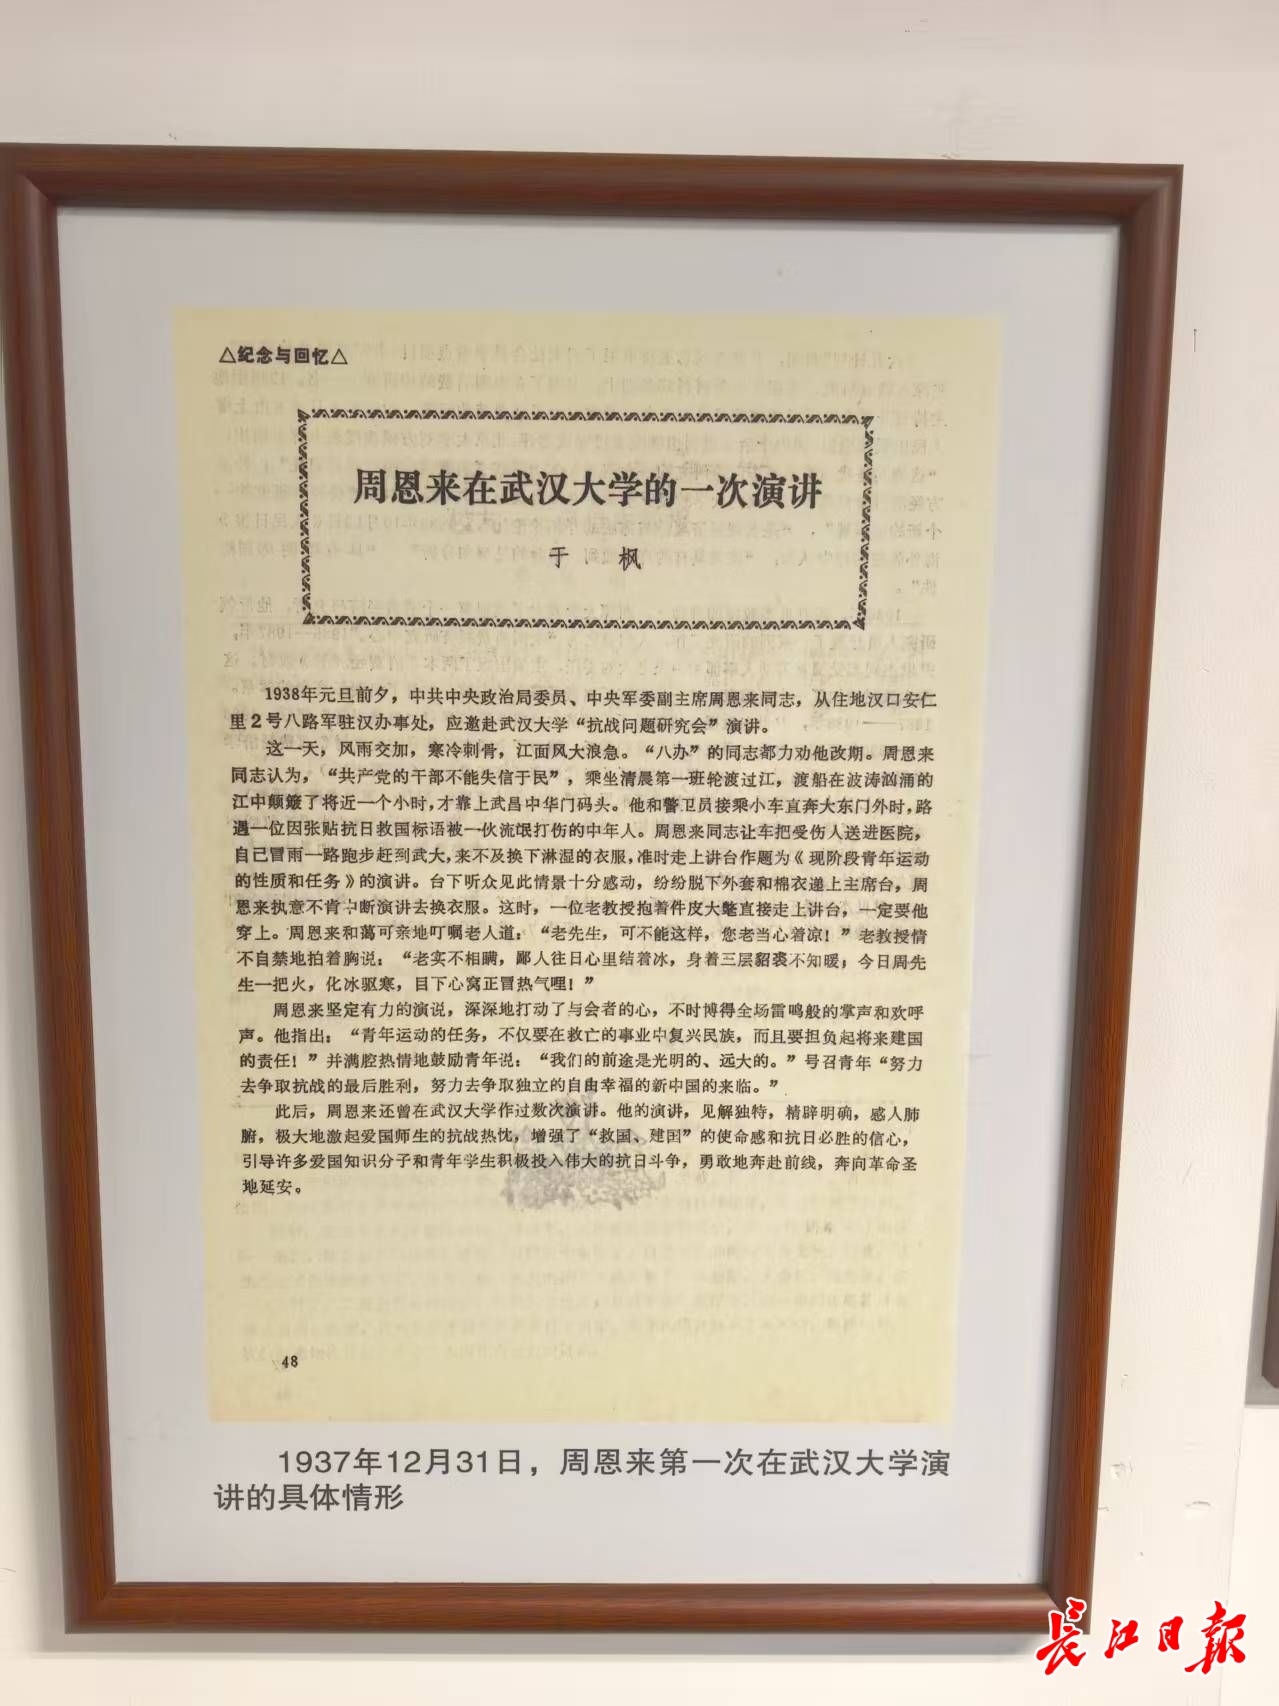 △纪念与回忆△
周恩来在武汉大学的一次演讲
于 枫
1938年元旦前夕，中共中央政治局委员、中央军委副主席周恩来同志，从住地汉口安仁
里2号八路军驻汉办事处，应邀赴武汉大学“抗战问题研究会”演讲。
这一天，风雨交加，寒冷刺骨，江面风大浪急。“八办”的同志都力劝他改期。周恩来
同志认为，“共产党的干部不能失信于民”，乘坐清晨第一班轮渡过江，渡船在波涛汹涌的
江中颠簸了将近一个小时，才靠上武昌中华门码头。他和警卫员接乘小车直奔大东门外时，路
遇一位因张贴抗日救国标语被一伙流氓打伤的中年人。周恩来同志让车把受伤人送进医院，
自己冒雨一路跑步赶到武大，来不及换下淋湿的衣服，准时走上讲台作题为《现阶段青年运动
的性质和任务》的演讲。台下听众见此情景十分感动，纷纷脱下外套和棉衣递上主席台，周
恩来执意不肯中断演讲去换衣服。这时，一位老教授抱着件皮大氅直接走上讲台，一定要他
穿上。周恩来和蔼可亲地叮嘱老人道：“老先生，可不能这样，您老当心着凉！”老教授情
不自禁地拍着胸说：“老实不相瞒，鄙人往日心里结着冰，身着三层貂裘不知暖；今日周先
生一把火，化冰驱寒，目下心窝正冒热气哩！”
周恩来坚定有力的演说，深深地打动了与会者的心，不时博得全场雷鸣般的掌声和欢呼
声。他指出：“青年运动的任务，不仅要在救亡的事业中复兴民族，而且要担负起将来建国
的责任！”并满腔热情地鼓励青年说：“我们的前途是光明的、远大的。”号召青年“努力
去争取抗战的最后胜利，努力去争取独立的自由幸福的新中国的来临。”
此后，周恩来还曾在武汉大学作过数次演讲。他的演讲，见解独特，精辟明确，感人肺
腑，极大地激起爱国师生的抗战热忱，增强了“救国、建国”的使命感和抗日必胜的信心，
引导许多爱国知识分子和青年学生积极投入伟大的抗日斗争，勇敢地奔赴前线，奔向革命圣
地延安。
48
1937年12月31日，周恩来第一次在武汉大学演
讲的具体情形
长江日报